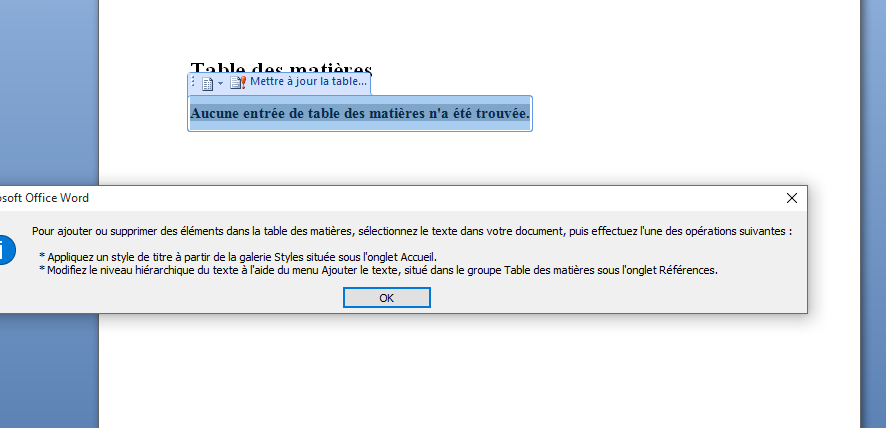 Table des matières
Mettre à jour la table...
Aucune entrée de table des matières n'a été trouvée.
osoft Office Word
Pour ajouter ou supprimer des éléments dans la table des matières, sélectionnez le texte dans votre document, puis effectuez l'une des opérations suivantes :
* Appliquez un style de titre à partir de la galerie Styles située sous l'onglet Accueil.
* Modifiez le niveau hiérarchique du texte à l'aide du menu Ajouter le texte, situé dans le groupe Table des matières sous l'onglet Références.
OK